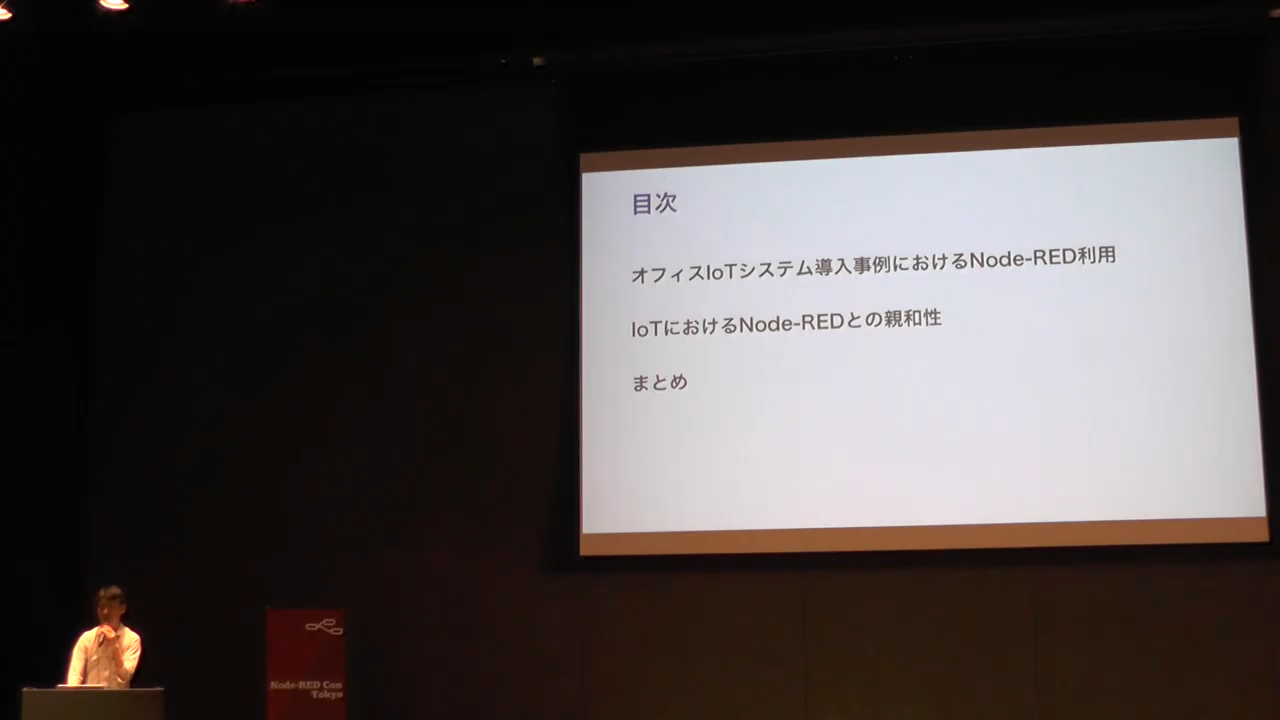 目次
オフィスIoTシステム導入事例におけるNode-RED利用
IoTにおけるNode-REDとの親和性
まとめ
Node-RED Con
Tokyo